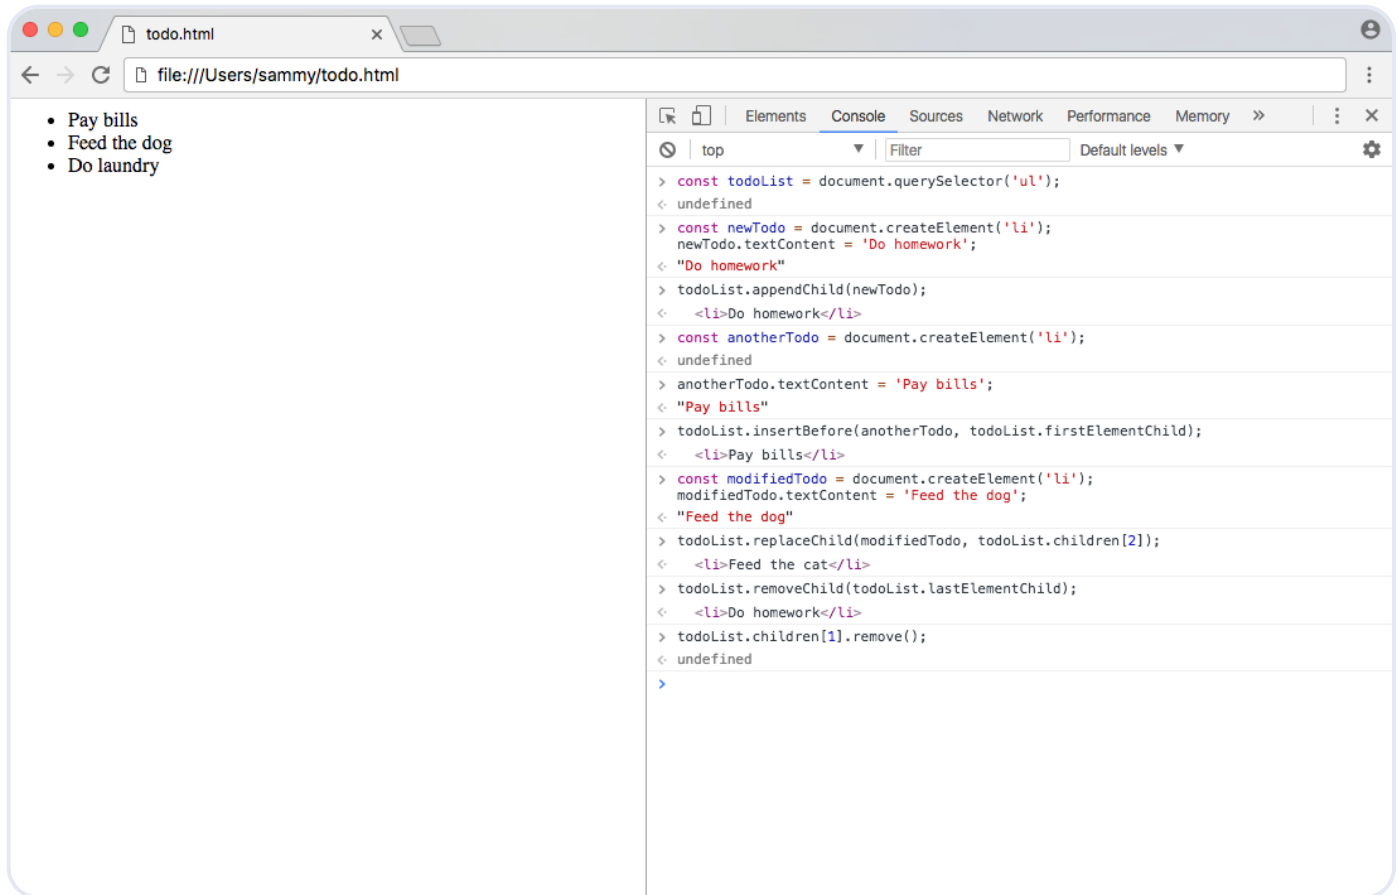 todo.html
file:///Users/sammy/todo.html
• Pay bills
• Feed the dog
• Do laundry
Elements Console Sources Network Performance Memory »
top Filter Default levels
> const todoList = document.querySelector('ul');
undefined
> const newTodo = document.createElement('li');
newTodo.textContent = 'Do homework';
"Do homework"
> todoList.appendChild(newTodo);
<li>Do homework</li>
> const anotherTodo = document.createElement('li');
undefined
> anotherTodo.textContent = 'Pay bills';
"Pay bills"
> todoList.insertBefore(anotherTodo, todoList.firstElementChild);
<li>Pay bills</li>
> const modifiedTodo = document.createElement('li');
modifiedTodo.textContent = 'Feed the dog';
"Feed the dog"
> todoList.replaceChild(modifiedTodo, todoList.children[2]);
<li>Feed the cat</li>
> todoList.removeChild(todoList.lastElementChild);
<li>Do homework</li>
> todoList.children[1].remove();
undefined
>